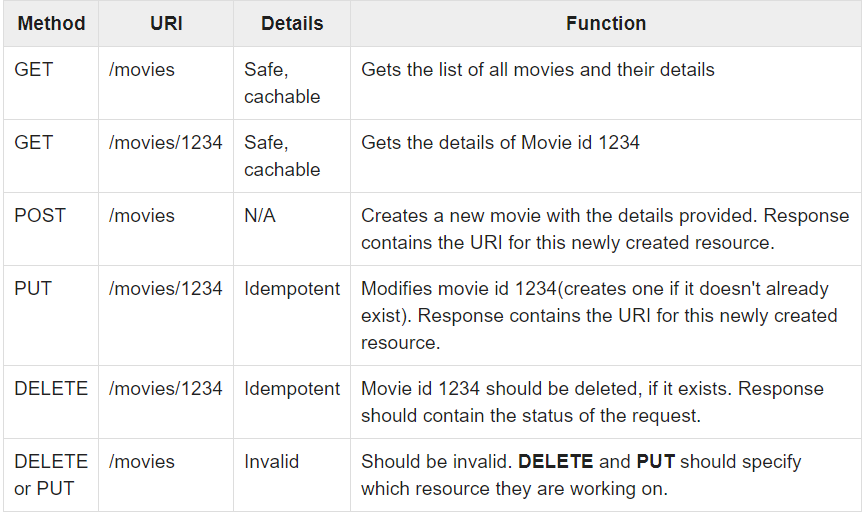 Method URI Details Function
GET /movies Safe, Gets the list of all movies and their details
cachable
GET /movies/1234 Safe, Gets the details of Movie id 1234
cachable
POST /movies N/A Creates a new movie with the details provided. Response
contains the URI for this newly created resource.
PUT /movies/1234 Idempotent Modifies movie id 1234(creates one if it doesn't already
exist). Response contains the URI for this newly created
resource.
DELETE /movies/1234 Idempotent Movie id 1234 should be deleted, if it exists. Response
should contain the status of the request.
DELETE /movies Invalid Should be invalid. DELETE and PUT should specify
or PUT which resource they are working on.